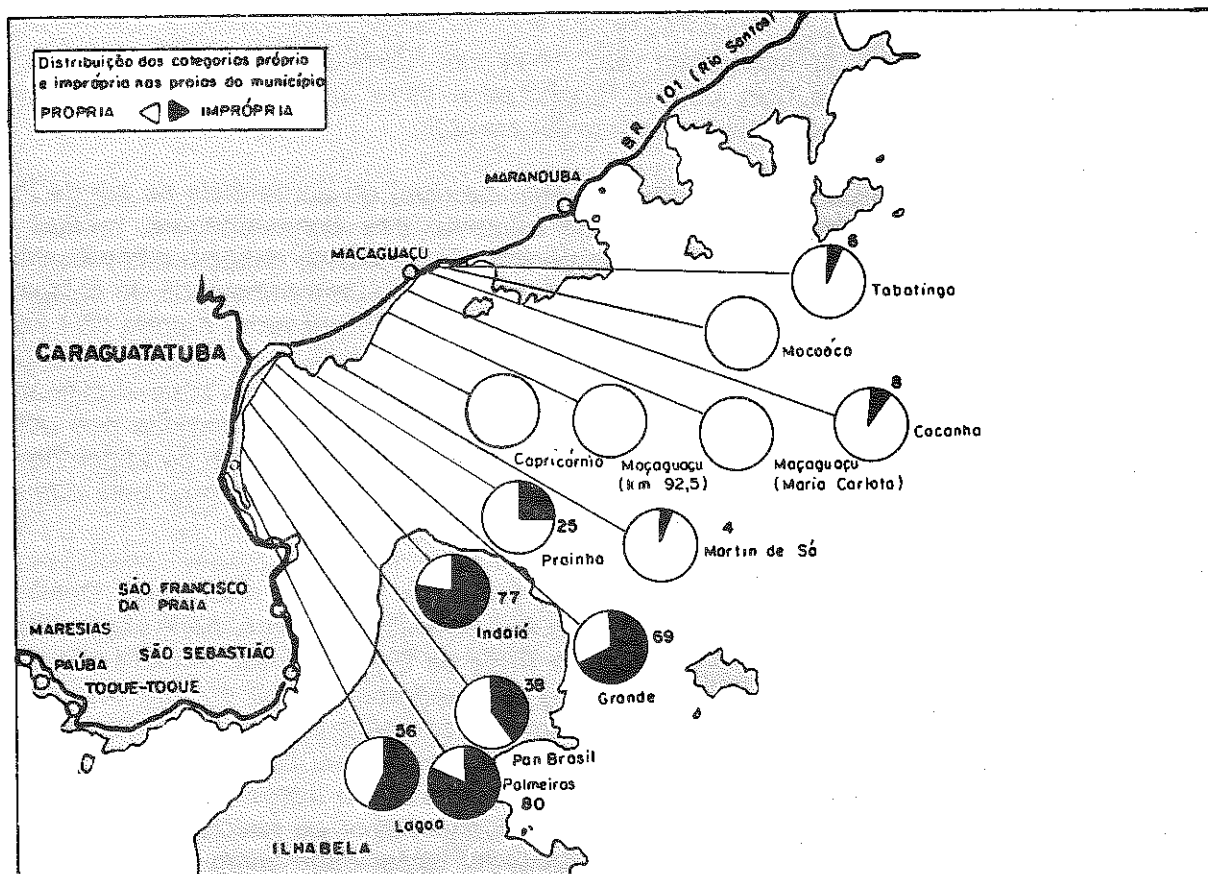 Distribuição das categorias própria
e imprópria nas praias do município
PROPRIA IMPRÓPRIA
BR 101 (Rio Santos)
MARANDUBA
MAÇAGUAÇU
CARAGUATATUBA
6
Tabatinga
Mocoóca
8
Cocanha
Capricórnio
Maçaguaçu
(km 92,5)
Maçaguaçu
(Maria Carlota)
25
Prainha
4
Martin de Sá
SÃO FRANCISCO
DA PRAIA
77
Indaiá
69
Grande
MARESIAS
PAÚBA
SÃO SEBASTIÃO
TOQUE-TOQUE
38
Pan Brasil
56
Lagoa
Palmeiras
80
ILHABELA